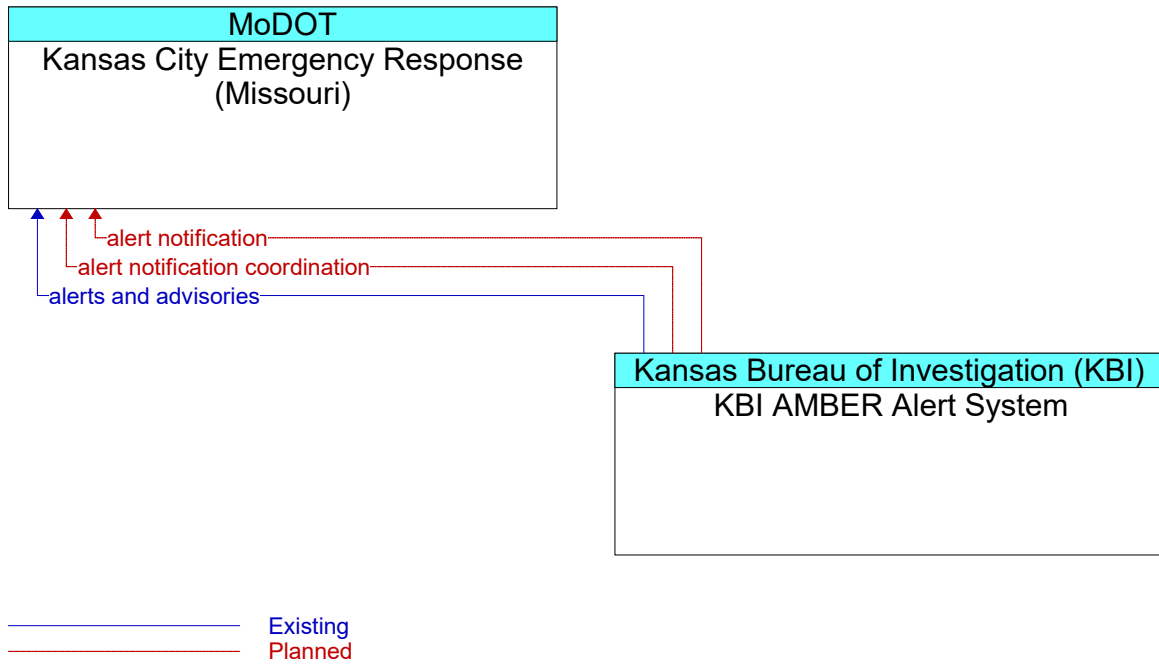 MoDOT
Kansas City Emergency Response
(Missouri)
alert notification
alert notification coordination
alerts and advisories
Kansas Bureau of Investigation (KBI)
KBI AMBER Alert System
Existing
Planned